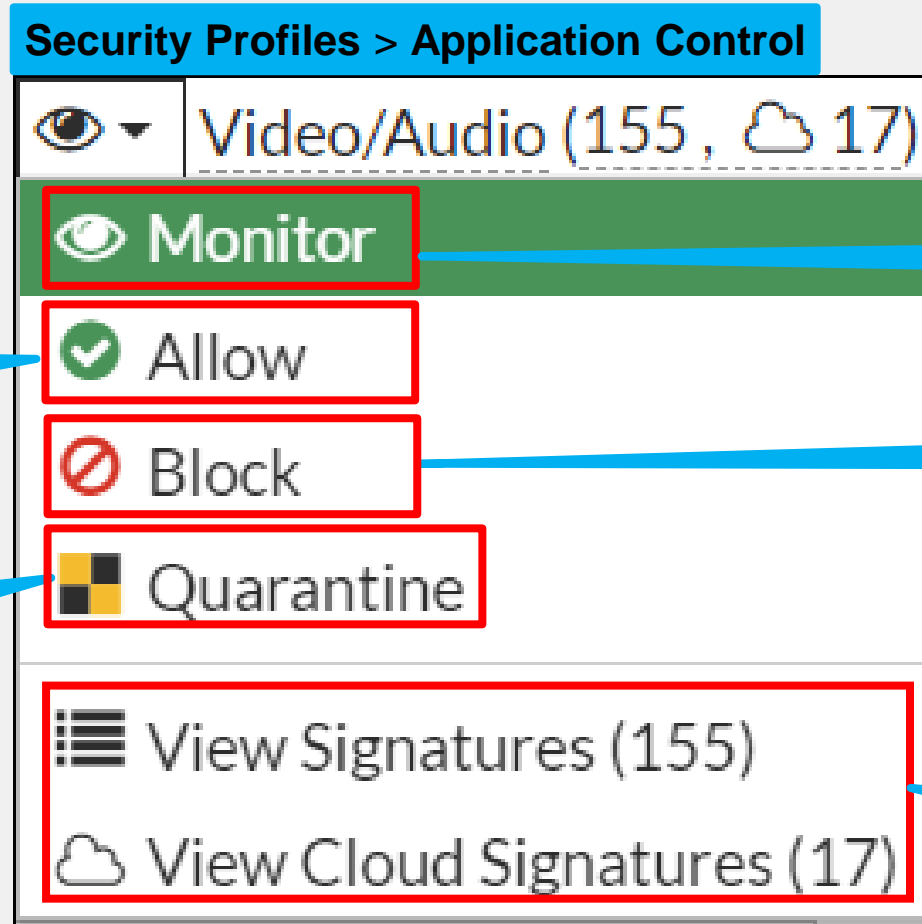 Security Profiles > Application Control
Video/Audio (155, 17)
Monitor
Allow
Block
Quarantine
View Signatures (155)
View Cloud Signatures (17)